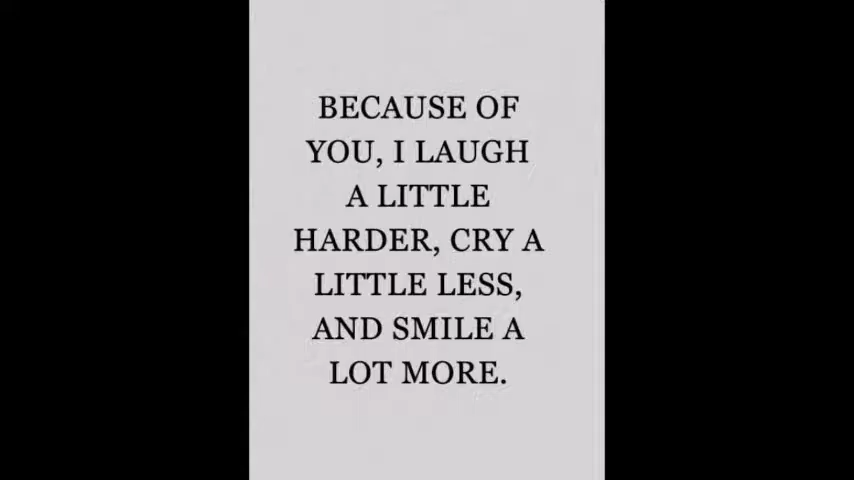 BECAUSE OF
YOU, I LAUGH
A LITTLE
HARDER, CRY A
LITTLE LESS,
AND SMILE A
LOT MORE.